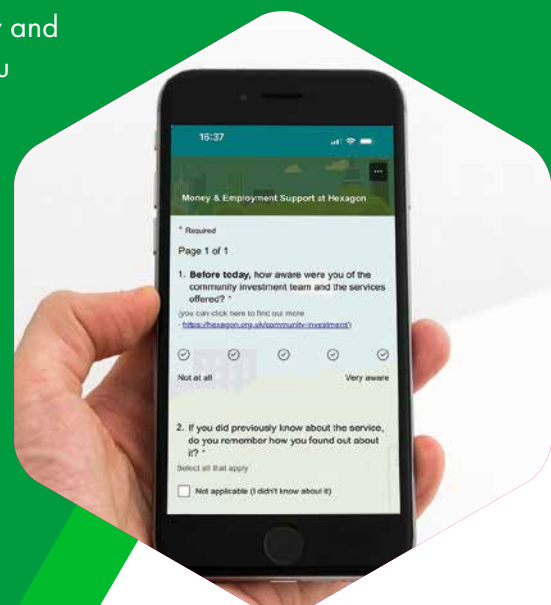 and
16:37
Money & Employment Support at Hexagon
* Required
Page 1 of 1
1. Before today, how aware were you of the
community investment team and the services
offered? *
(you can click here to find out more
- https://hexagon.org.uk/community-investment/)
Not at all Very aware
2. If you did previously know about the service,
do you remember how you found out about
it? *
Select all that apply
Not applicable (I didn't know about it)